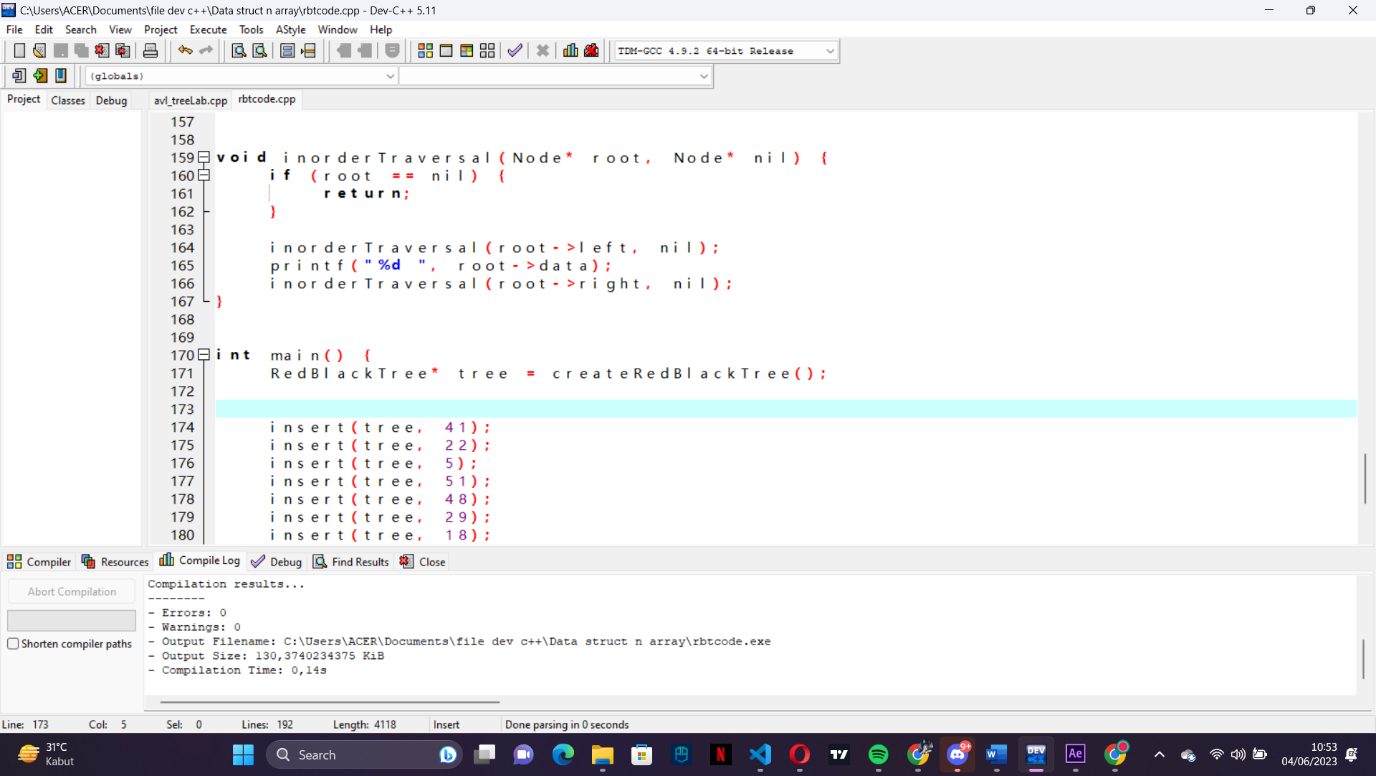 C:\Users\ACER\Documents\file dev c++\Data struct n array\rbtcode.cpp - Dev-C++ 5.11
File Edit Search View Project Execute Tools AStyle Window Help
TDM-GCC 4.9.2 64-bit Release
(globals)
Project Classes Debug avl_treeLab.cpp rbtcode.cpp
157
158
159 void inorderTraversal(Node* root, Node* nil) {
160 if (root == nil) {
161 return;
162 }
163
164 inorderTraversal(root->left, nil);
165 printf("%d ", root->data);
166 inorderTraversal(root->right, nil);
167 }
168
169
170 int main() {
171 RedBlackTree* tree = createRedBlackTree();
172
173
174 insert(tree, 41);
175 insert(tree, 22);
176 insert(tree, 5);
177 insert(tree, 51);
178 insert(tree, 48);
179 insert(tree, 29);
180 insert(tree, 18);
Compiler Resources Compile Log Debug Find Results Close
Abort Compilation
Shorten compiler paths
Compilation results...
--------
- Errors: 0
- Warnings: 0
- Output Filename: C:\Users\ACER\Documents\file dev c++\Data struct n array\rbtcode.exe
- Output Size: 130,3740234375 KiB
- Compilation Time: 0,14s
Line: 173 Col: 5 Sel: 0 Lines: 192 Length: 4118 Insert Done parsing in 0 seconds
31°C
Kabut
Search
N
W
DEV
Ae
9+
10:53
04/06/2023